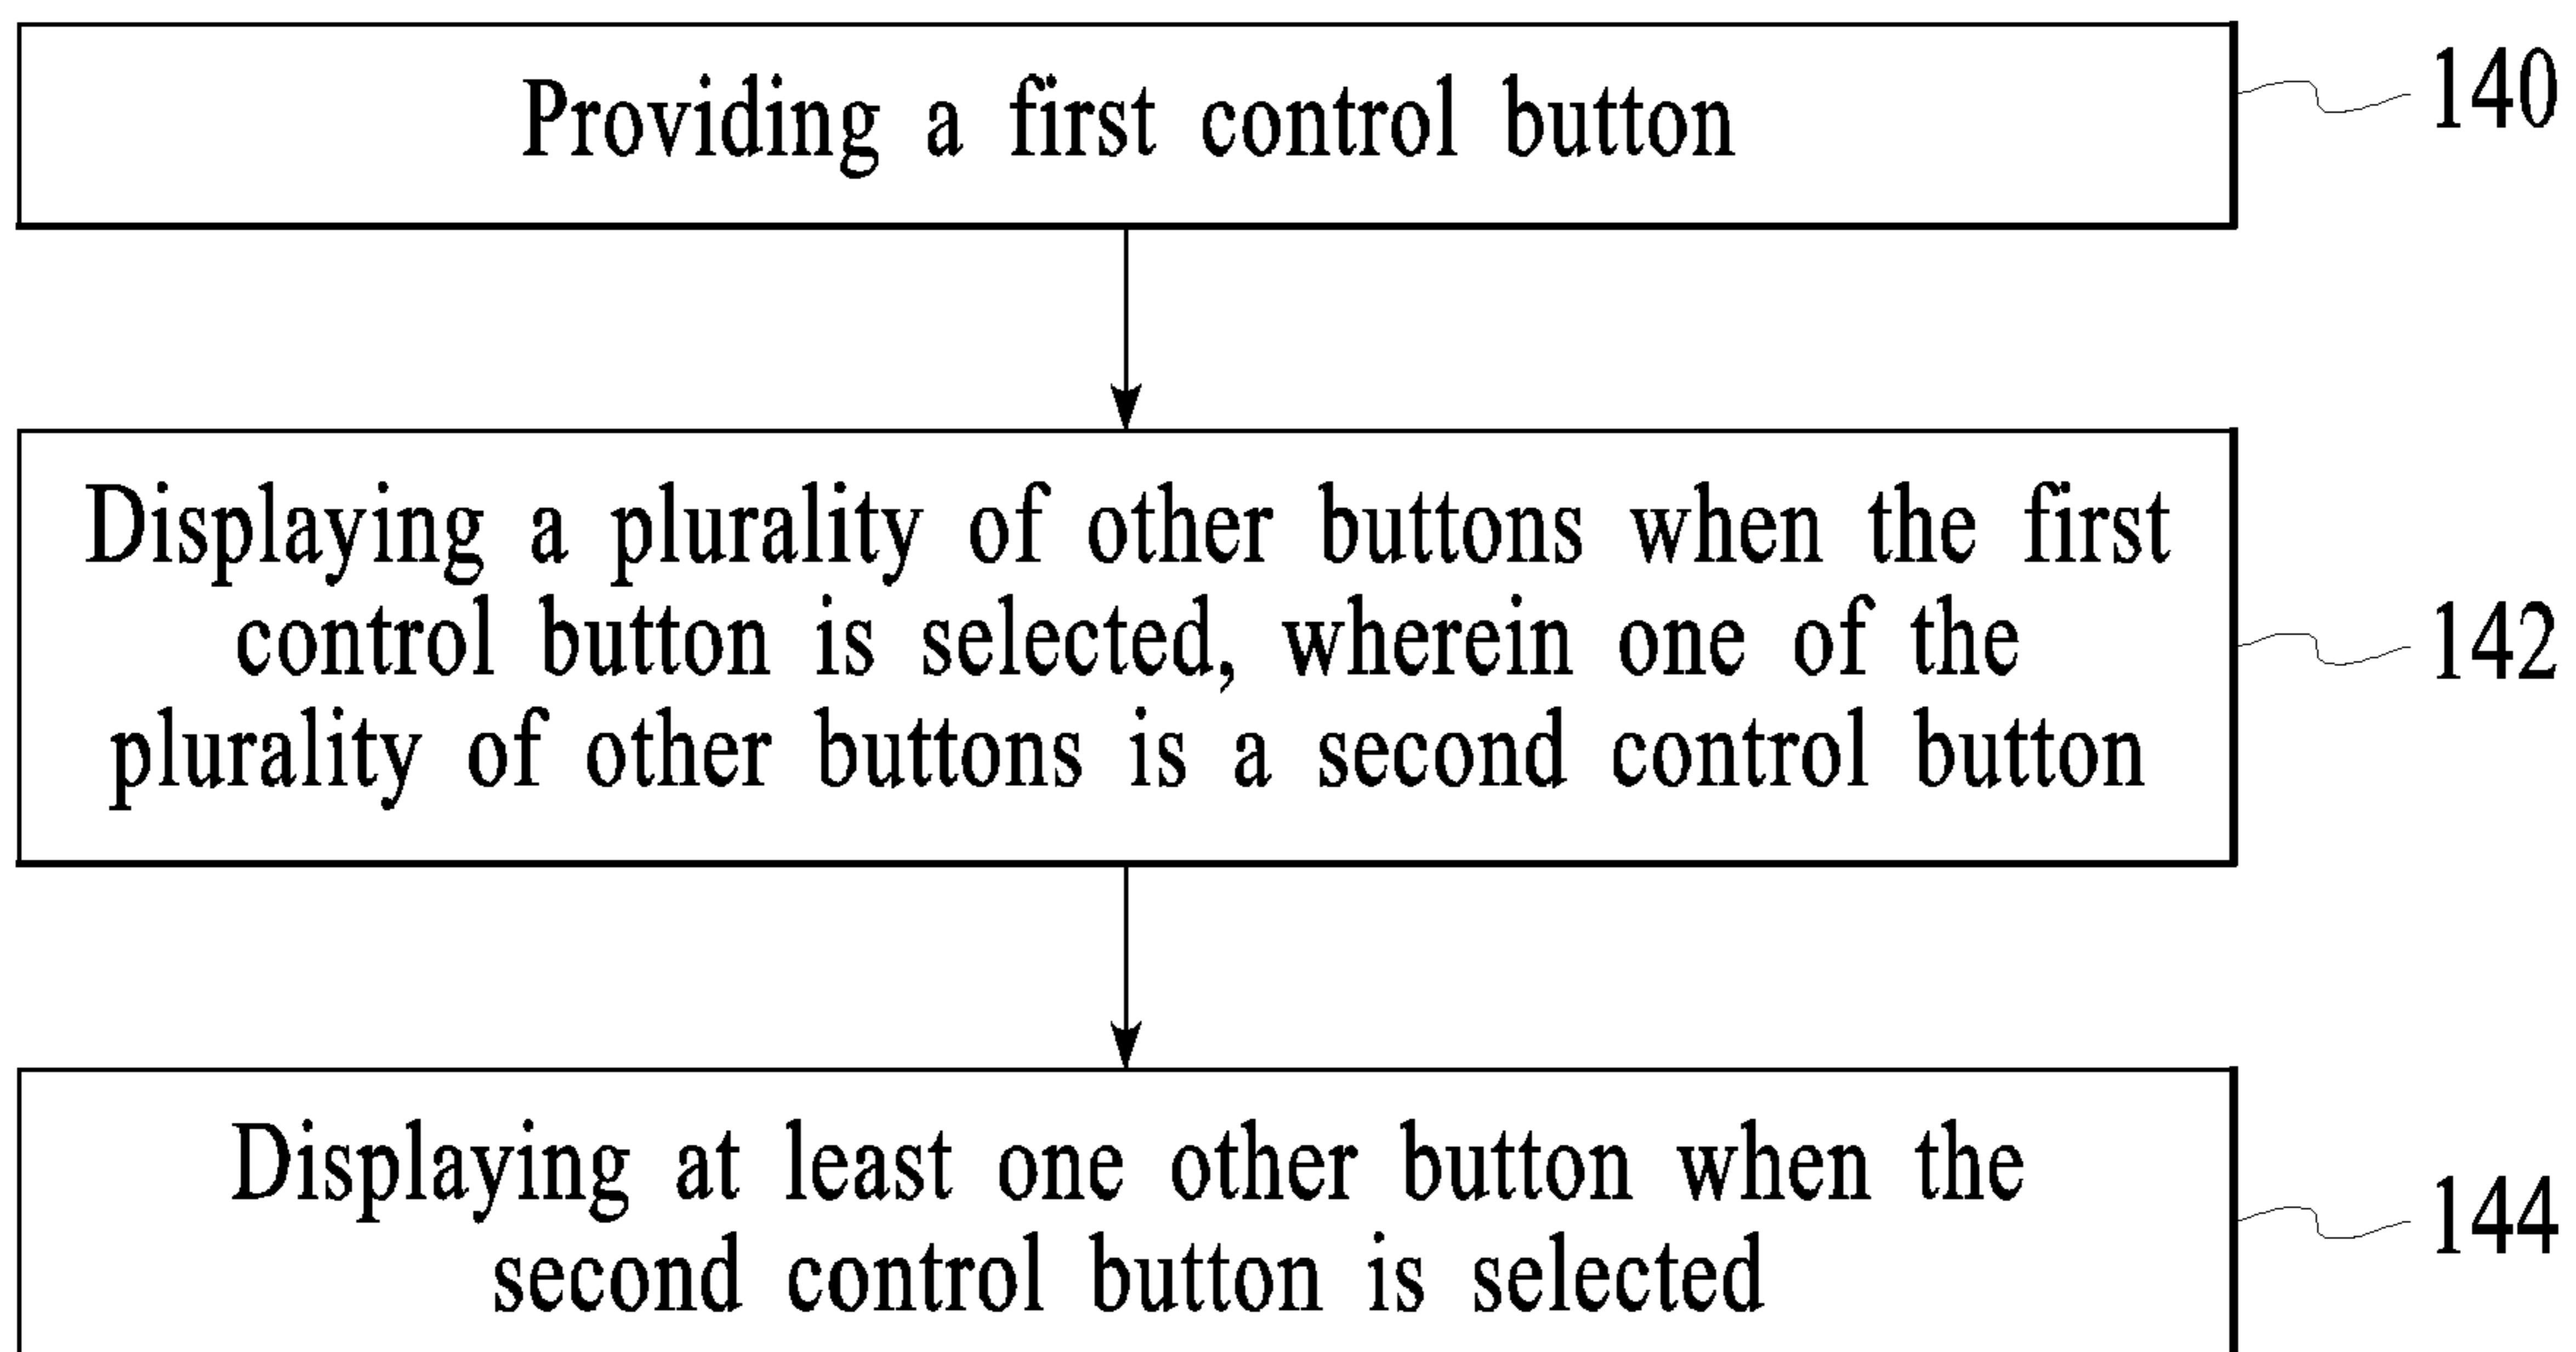 Providing a first control button
140
Displaying a plurality of other buttons when the first
control button is selected, wherein one of the
142
plurality of other buttons is a second control button
Displaying at least one other button when the
144
second control button is selected